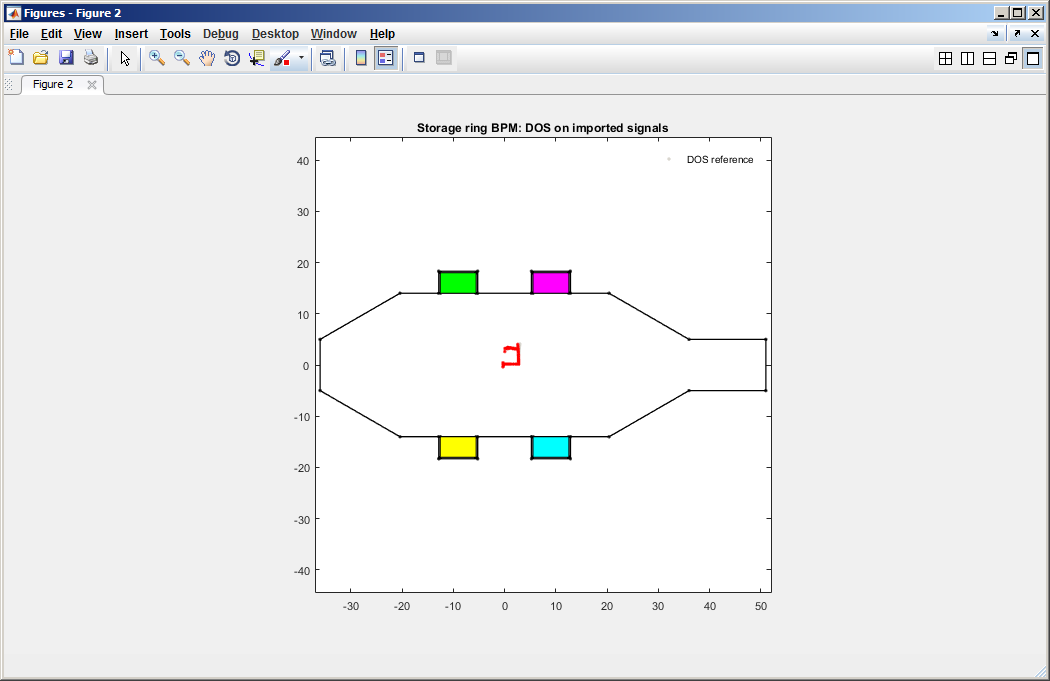 Figures - Figure 2
File Edit View Insert Tools Debug Desktop Window Help
Figure 2
Storage ring BPM: DOS on imported signals
DOS reference
40
30
20
10
0
-10
-20
-30
-40
-30 -20 -10 0 10 20 30 40 50